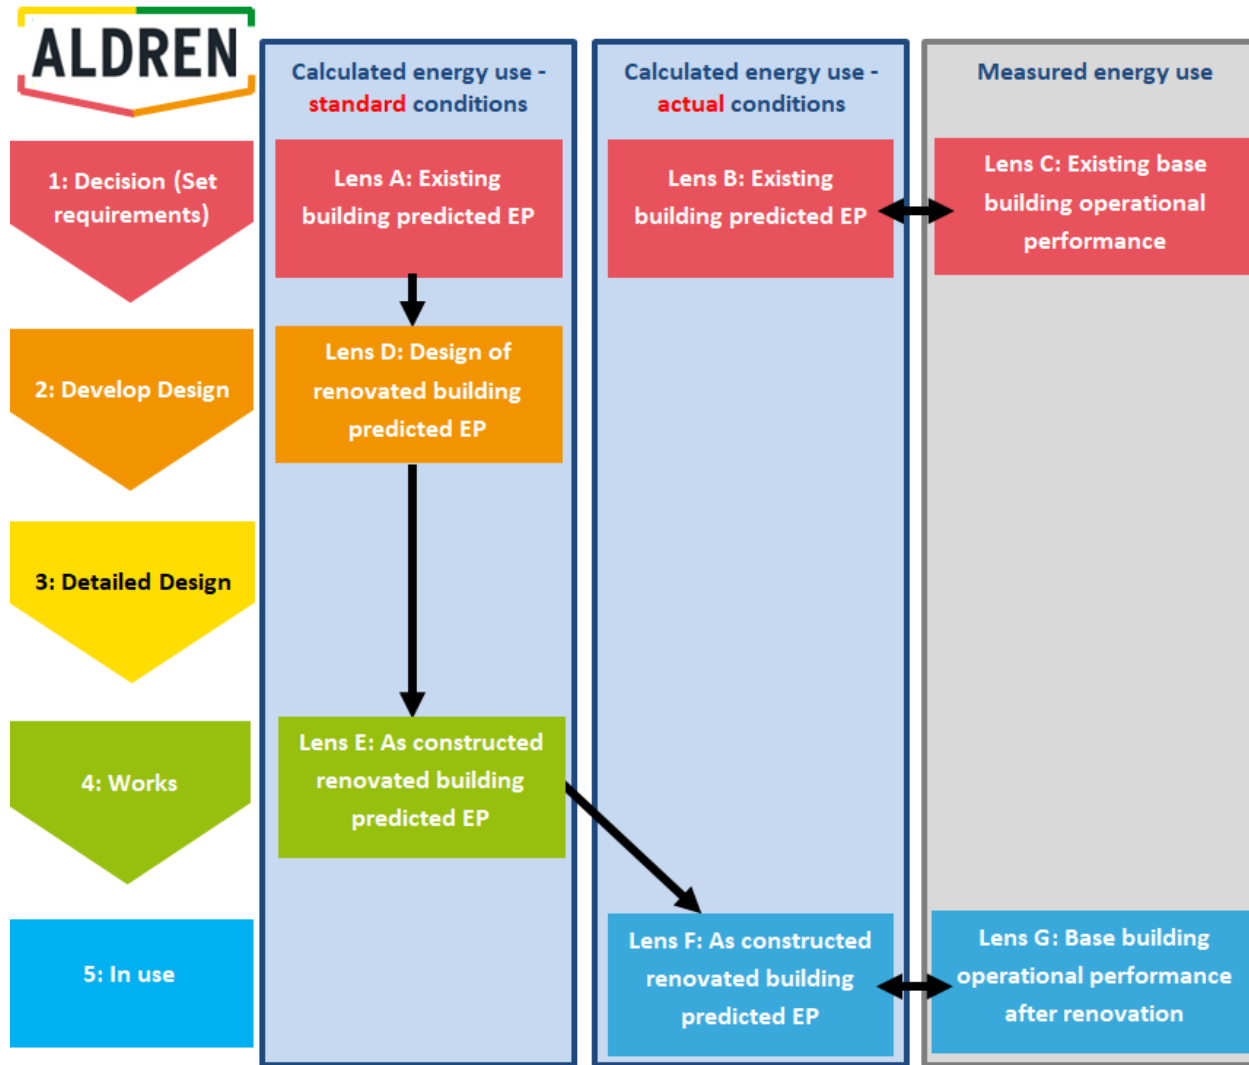 ALDREN
Calculated energy use -
standard conditions
Calculated energy use -
actual conditions
Measured energy use
1: Decision (Set
requirements)
Lens A: Existing
building predicted EP
Lens B: Existing
building predicted EP
Lens C: Existing base
building operational
performance
2: Develop Design
Lens D: Design of
renovated building
predicted EP
3: Detailed Design
4: Works
Lens E: As constructed
renovated building
predicted EP
5: In use
Lens F: As constructed
renovated building
predicted EP
Lens G: Base building
operational performance
after renovation